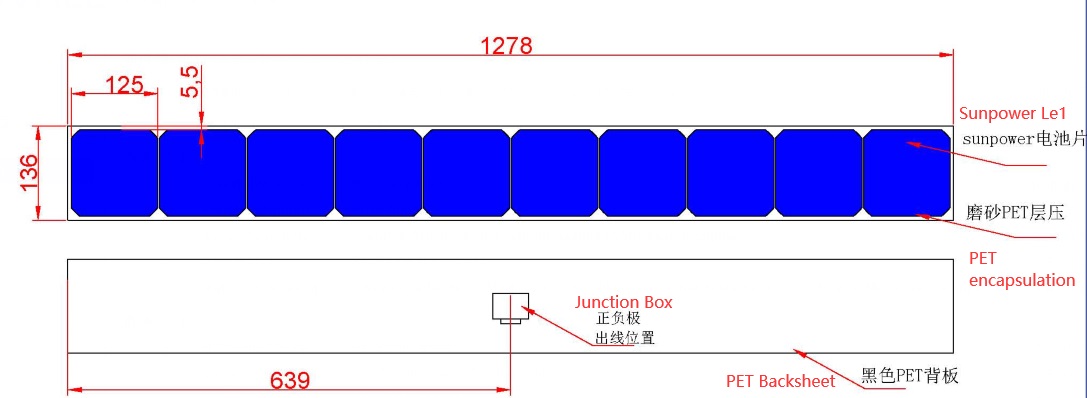 1278
125
5,5
136
Sunpower Le1
sunpower电池片
磨砂PET层压
PET
encapsulation
Junction Box
正负极
出线位置
639
PET Backsheet
黑色PET背板